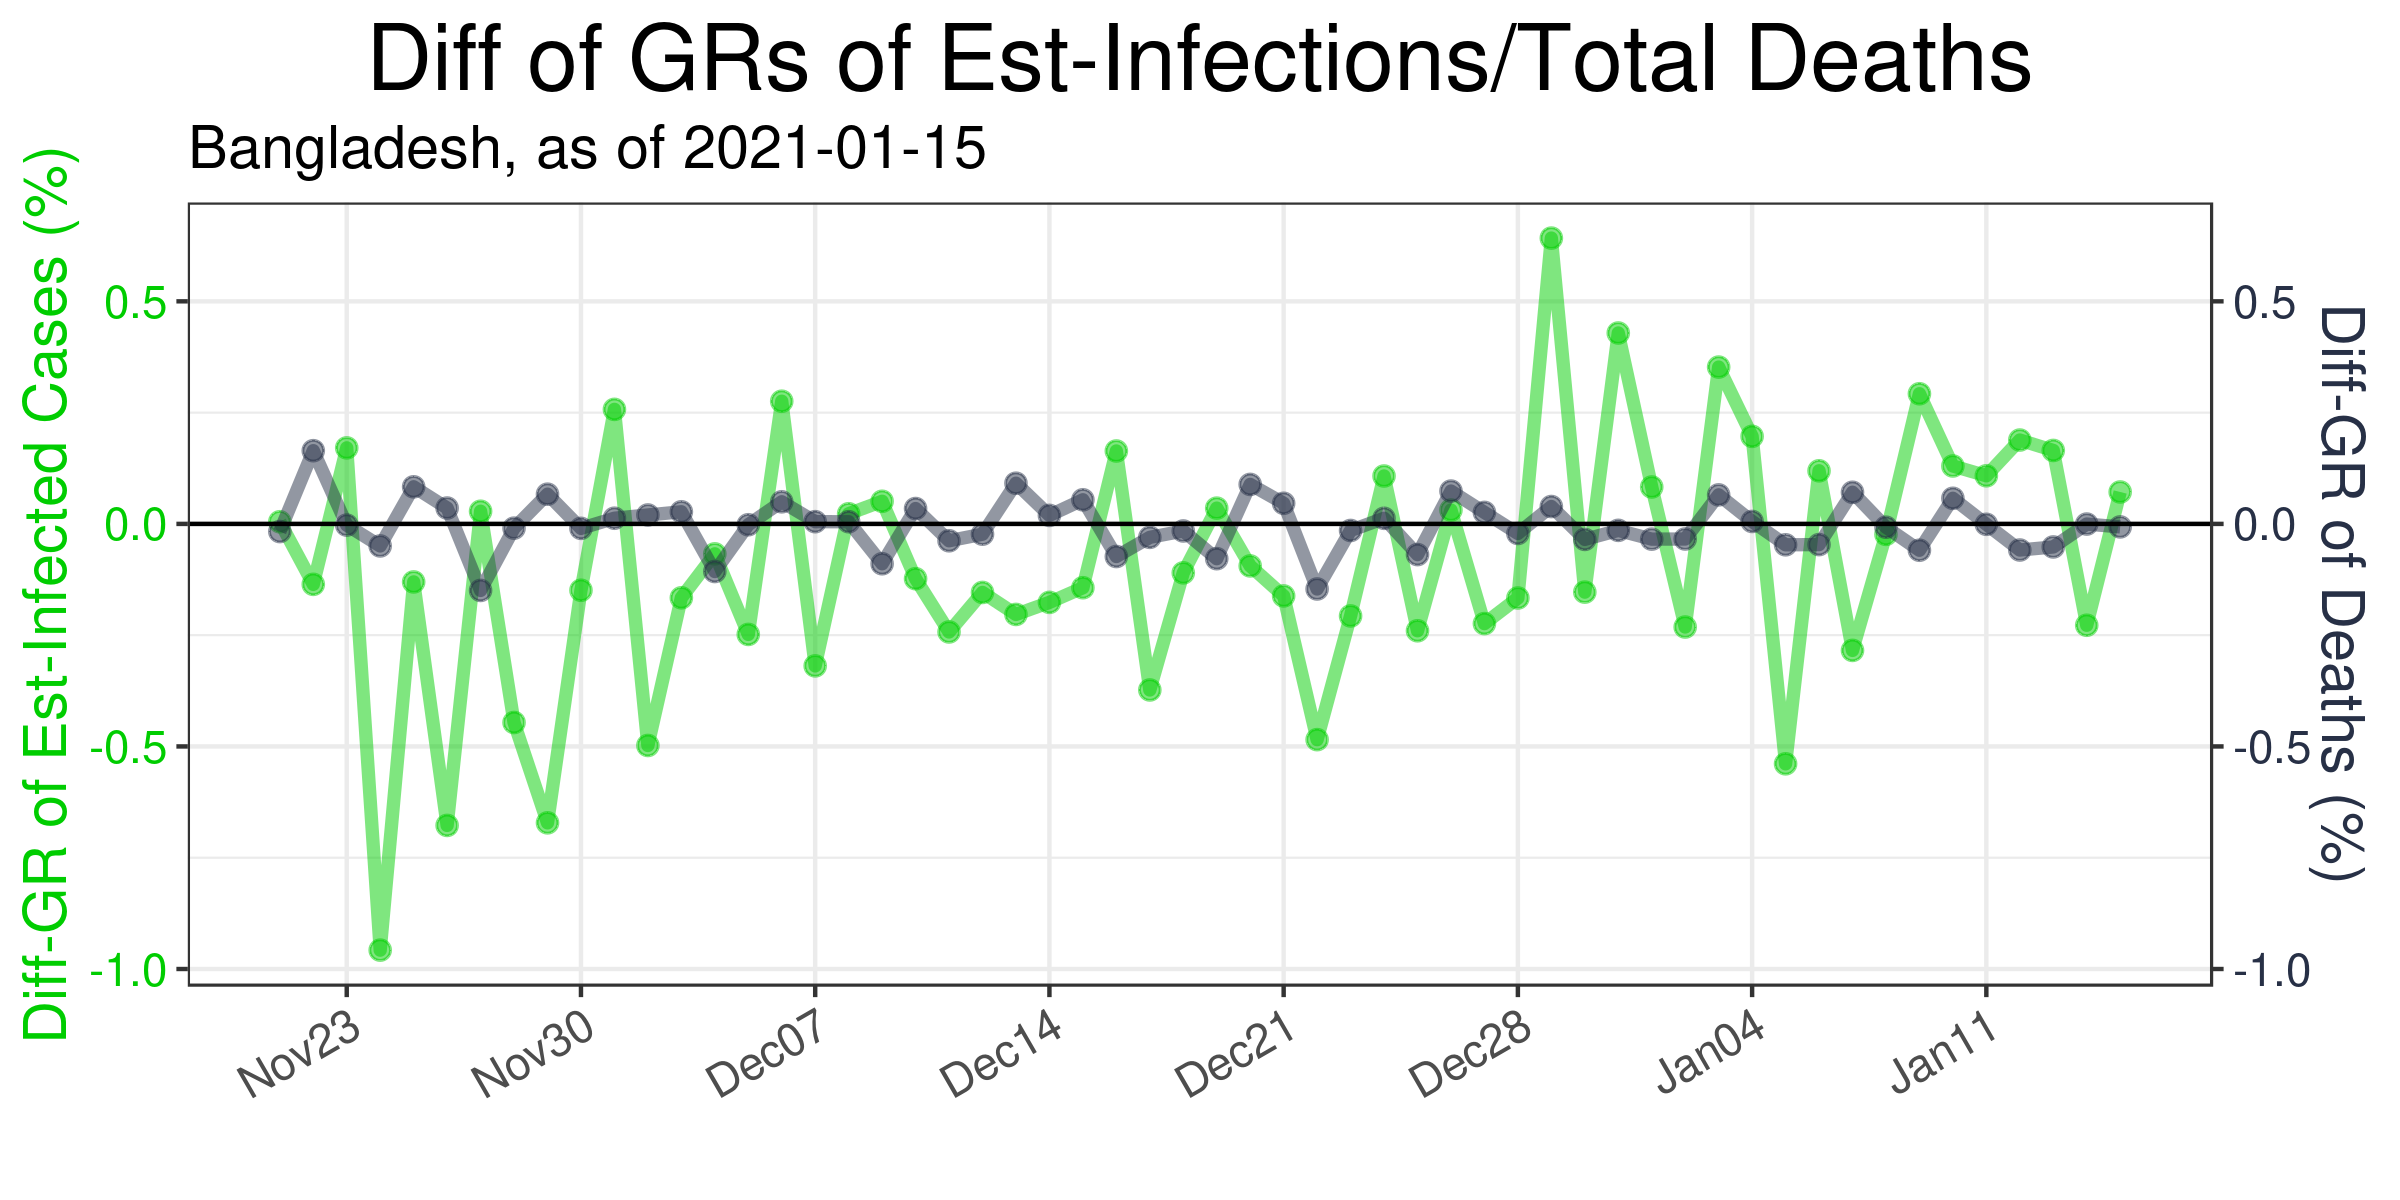 Diff of GRs of Est-Infections/Total Deaths
Bangladesh, as of 2021-01-15
Diff-GR of Est-Infected Cases (%)
0.5
0.0
-0.5
-1.0
0.5
0.0
-0.5
-1.0
Diff-GR of Deaths (%)
Nov23
Nov30
Dec07
Dec14
Dec21
Dec28
Jan04
Jan11